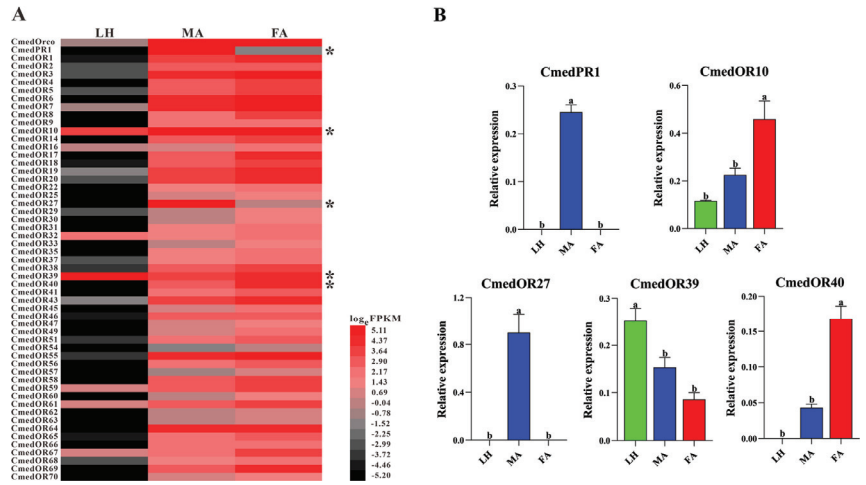 A
LH MA FA
CmedOrco
CmedPR1 *
CmedOR1
CmedOR2
CmedOR3
CmedOR4
CmedOR5
CmedOR6
CmedOR7
CmedOR8
CmedOR9
CmedOR10 *
CmedOR14
CmedOR16
CmedOR17
CmedOR18
CmedOR19
CmedOR20
CmedOR22
CmedOR25
CmedOR27 *
CmedOR29
CmedOR30
CmedOR31
CmedOR32
CmedOR33
CmedOR35
CmedOR37
CmedOR38
CmedOR39 *
CmedOR40 *
CmedOR41
CmedOR43
CmedOR45
CmedOR46
CmedOR47
CmedOR49
CmedOR51
CmedOR54
CmedOR55
CmedOR56
CmedOR57
CmedOR58
CmedOR59
CmedOR60
CmedOR61
CmedOR62
CmedOR63
CmedOR64
CmedOR65
CmedOR66
CmedOR67
CmedOR68
CmedOR69
CmedOR70
logeFPKM
5.11
4.37
3.64
2.90
2.17
1.43
0.69
-0.04
-0.78
-1.52
-2.25
-2.99
-3.72
-4.46
-5.20
B
CmedPR1
Relative expression
0.3
0.2
0.1
0.0
b a b
LH MA FA
CmedOR10
Relative expression
0.6
0.4
0.2
0.0
b b a
LH MA FA
CmedOR27
Relative expression
1.2
0.9
0.6
0.3
0.0
b a b
LH MA FA
CmedOR39
Relative expression
0.3
0.2
0.1
0.0
a b b
LH MA FA
CmedOR40
Relative expression
0.20
0.15
0.10
0.05
0.00
b b a
LH MA FA